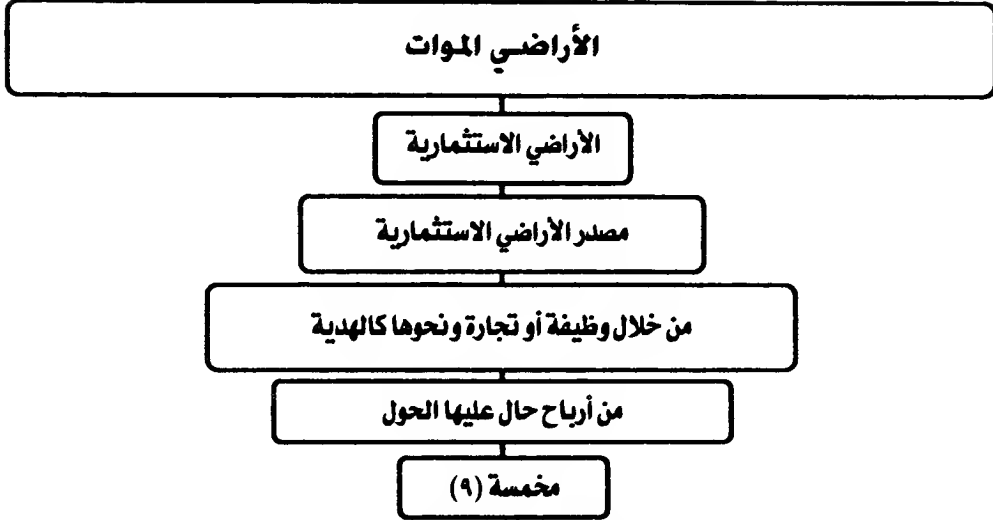 الأراضي الموات
الأراضي الاستثمارية
مصدر الأراضي الاستثمارية
من خلال وظيفة أو تجارة ونحوها كالهدية
من أرباح حال عليها الحول
مخمسة (٩)